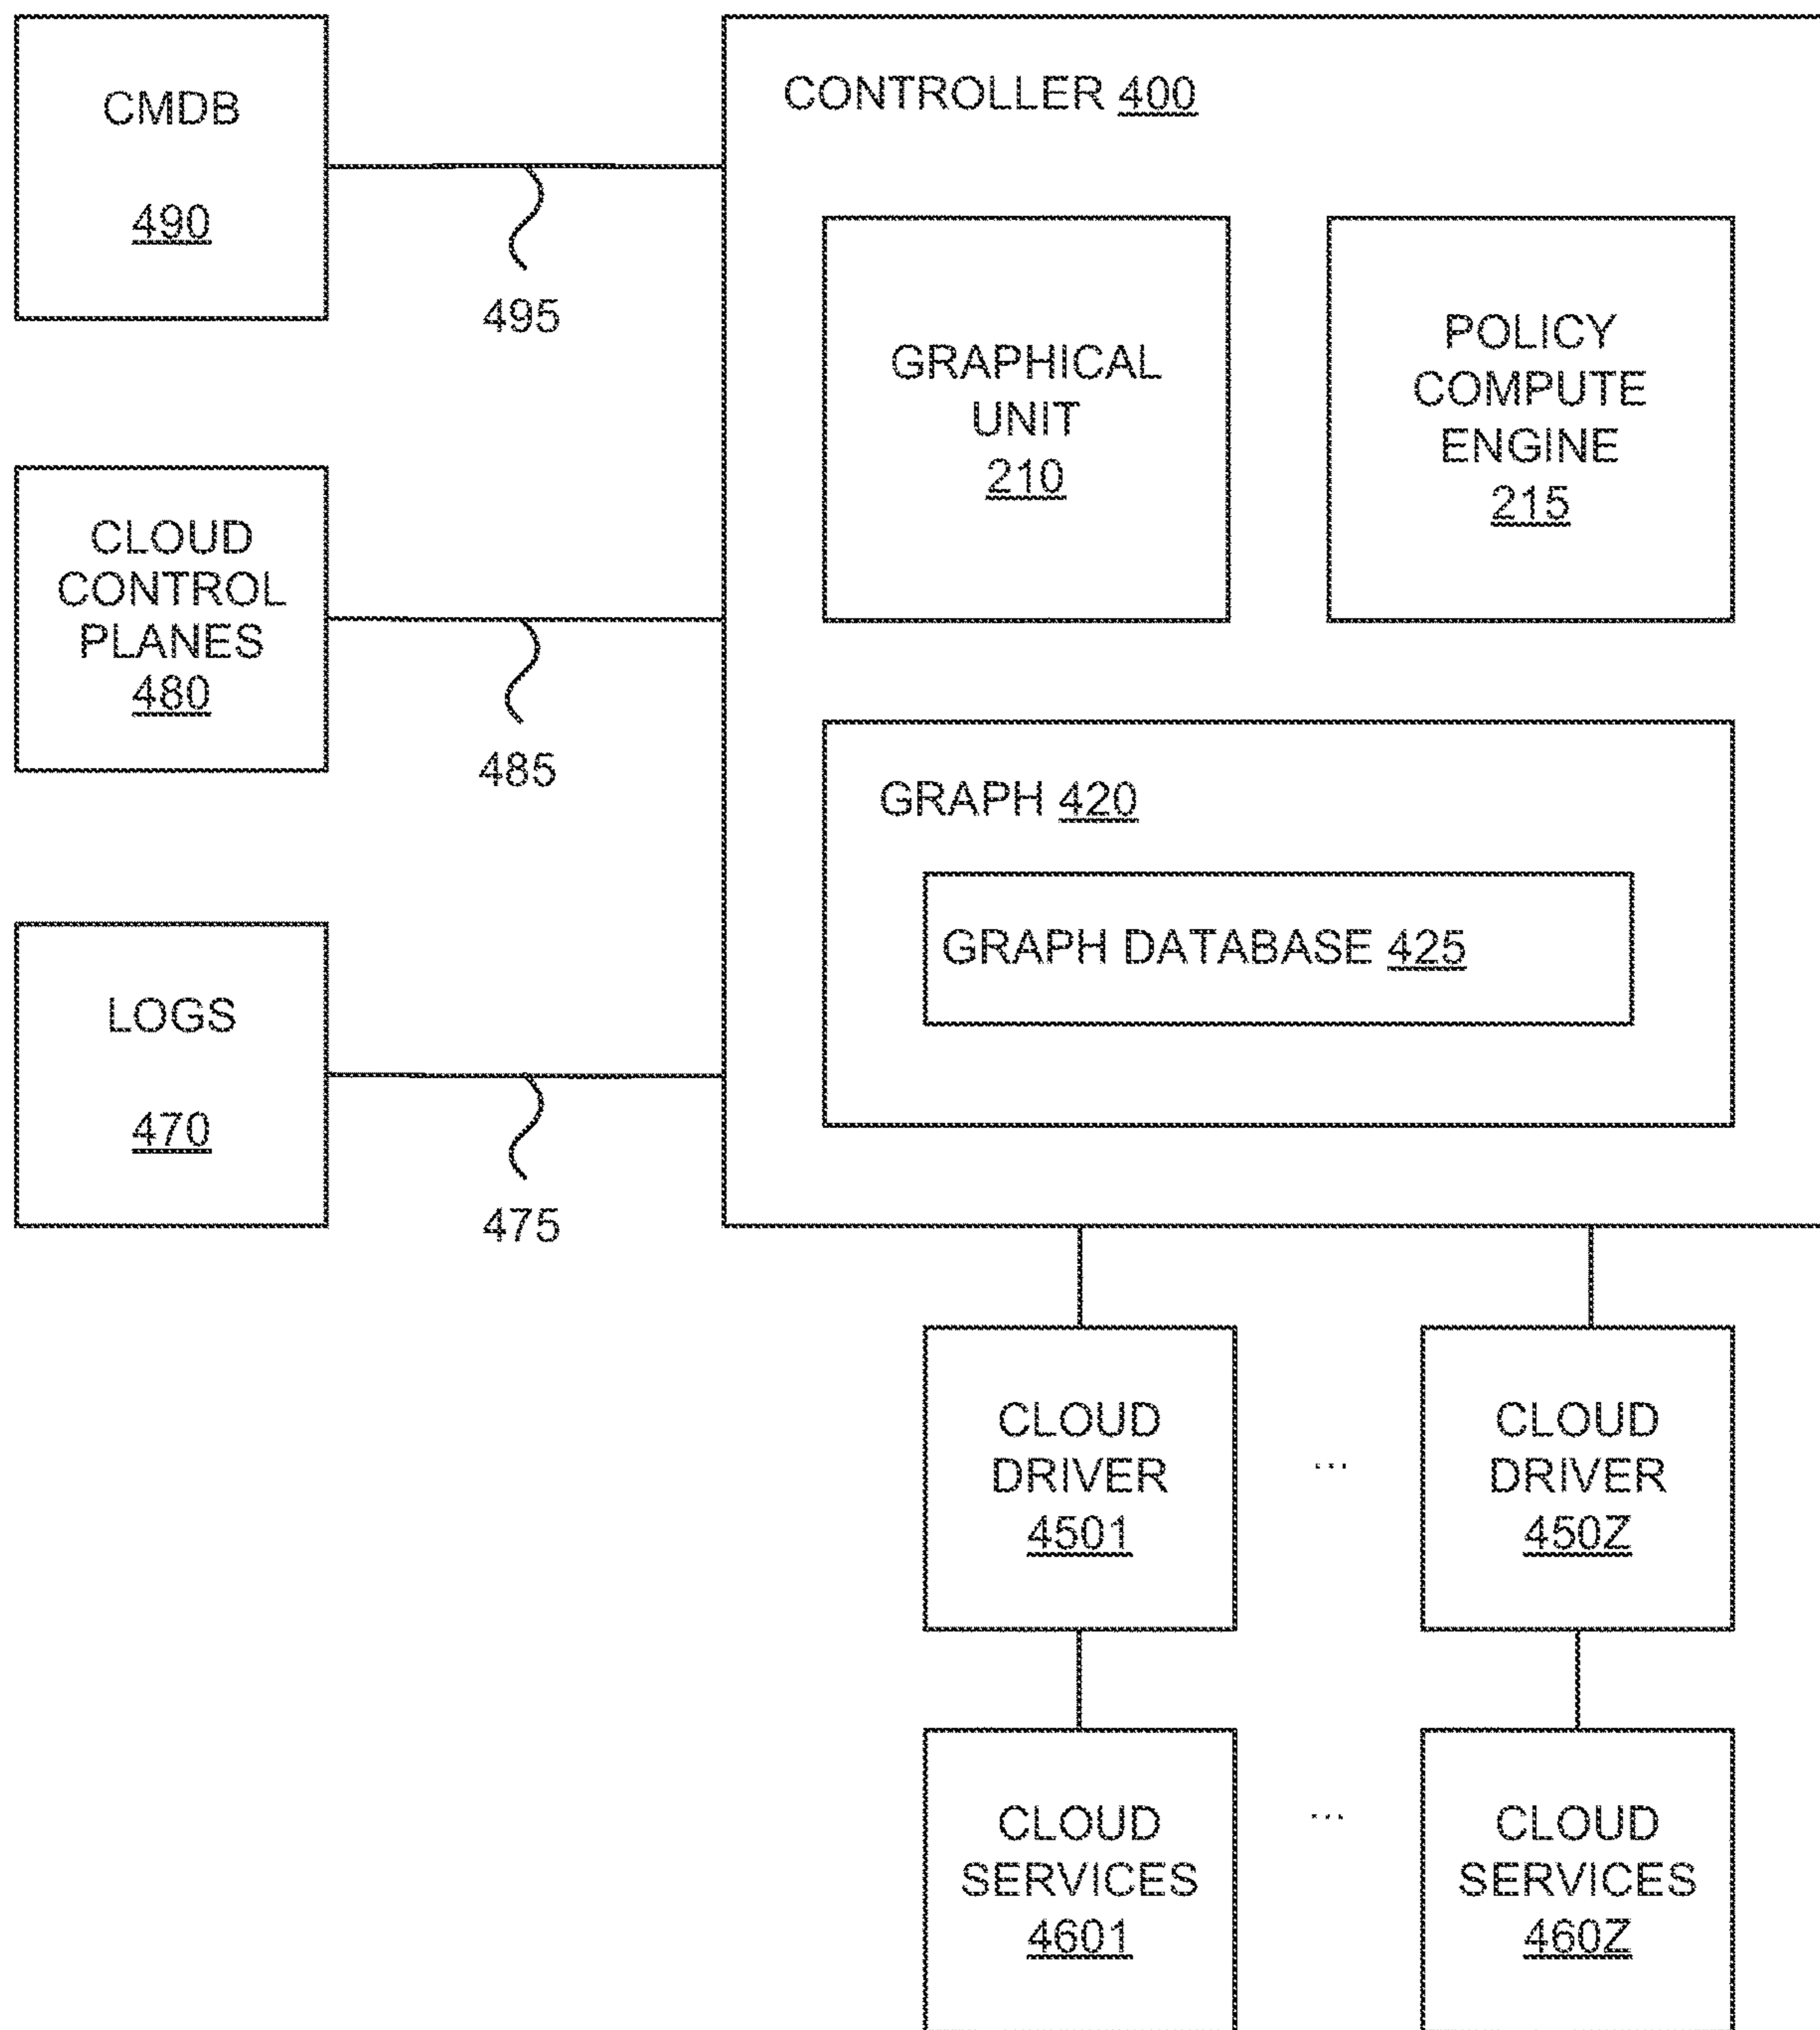 CMDB
490
495
CLOUD
CONTROL
PLANES
480
485
LOGS
470
475
CONTROLLER 400
GRAPHICAL
UNIT
210
POLICY
COMPUTE
ENGINE
215
GRAPH 420
GRAPH DATABASE 425
CLOUD
DRIVER
4501
...
CLOUD
DRIVER
450Z
CLOUD
SERVICES
4601
...
CLOUD
SERVICES
460Z